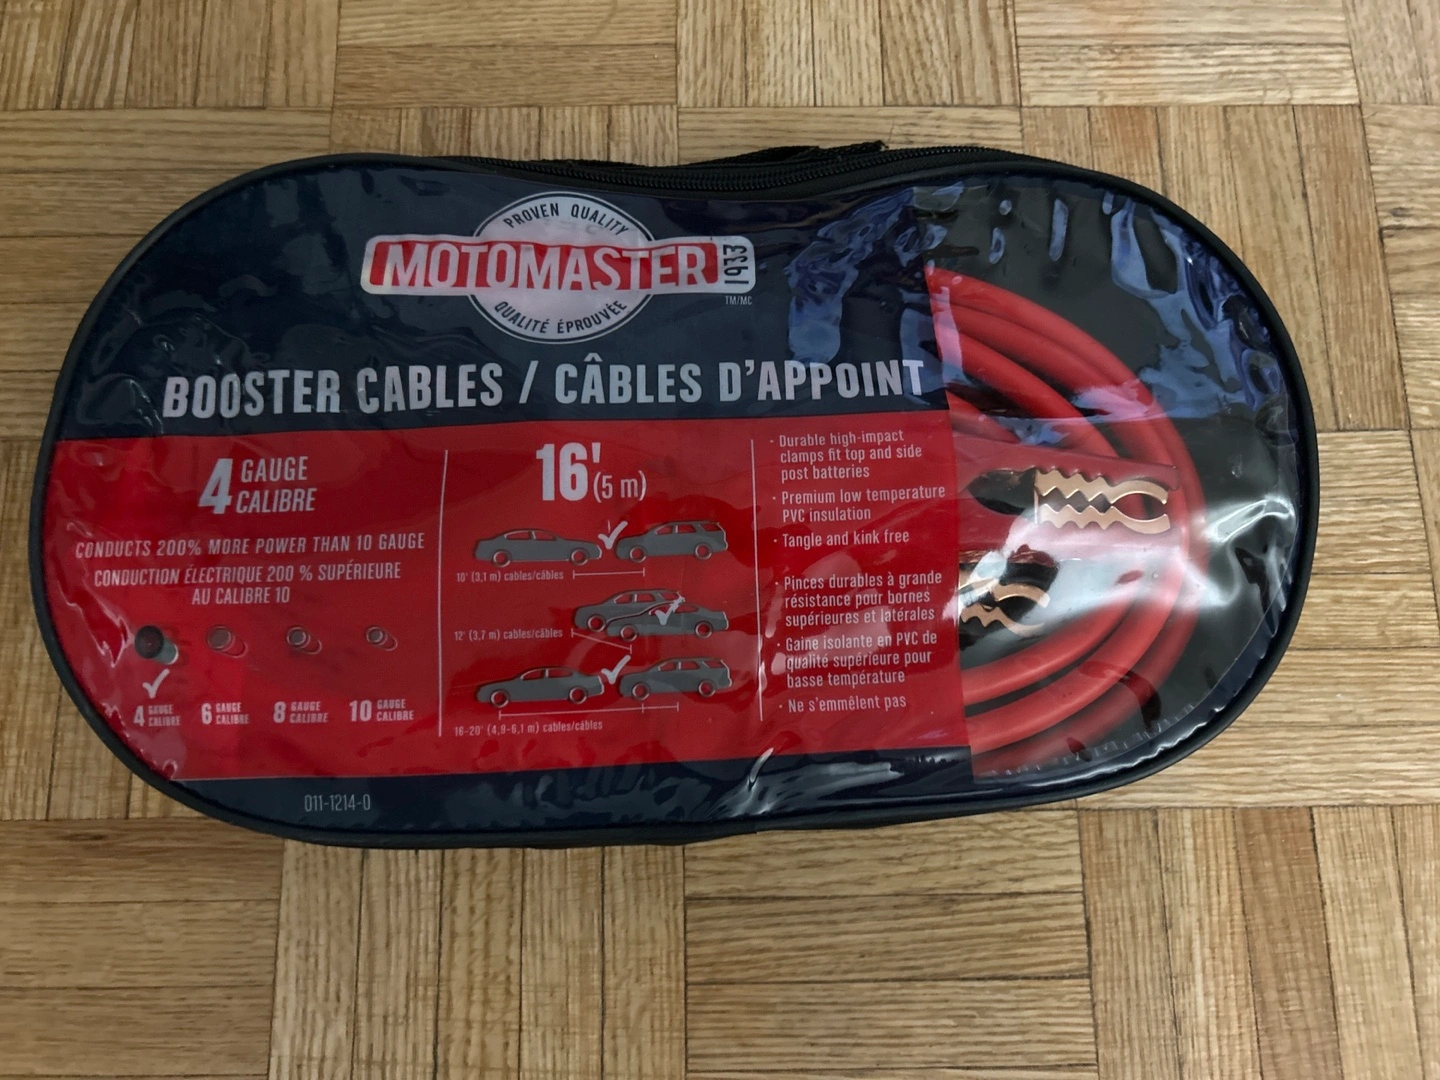 PROVEN QUALITY
MOTOMASTER
1933
TM/MC
QUALITÉ ÉPROUVÉE
BOOSTER CABLES / CÂBLES D'APPOINT
4 GAUGE
CALIBRE
CONDUCTS 200% MORE POWER THAN 10 GAUGE
CONDUCTION ÉLECTRIQUE 200 % SUPÉRIEURE
AU CALIBRE 10
4 GAUGE CALIBRE
6 GAUGE CALIBRE
8 GAUGE CALIBRE
10 GAUGE CALIBRE
16' (5 m)
10' (3,1 m) cables/câbles
12' (3,7 m) cables/câbles
16-20' (4,9-6,1 m) cables/câbles
· Durable high-impact
clamps fit top and side
post batteries
· Premium low temperature
PVC insulation
· Tangle and kink free
· Pinces durables à grande
résistance pour bornes
supérieures et latérales
· Gaine isolante en PVC de
qualité supérieure pour
basse température
· Ne s'emmêlent pas
011-1214-0